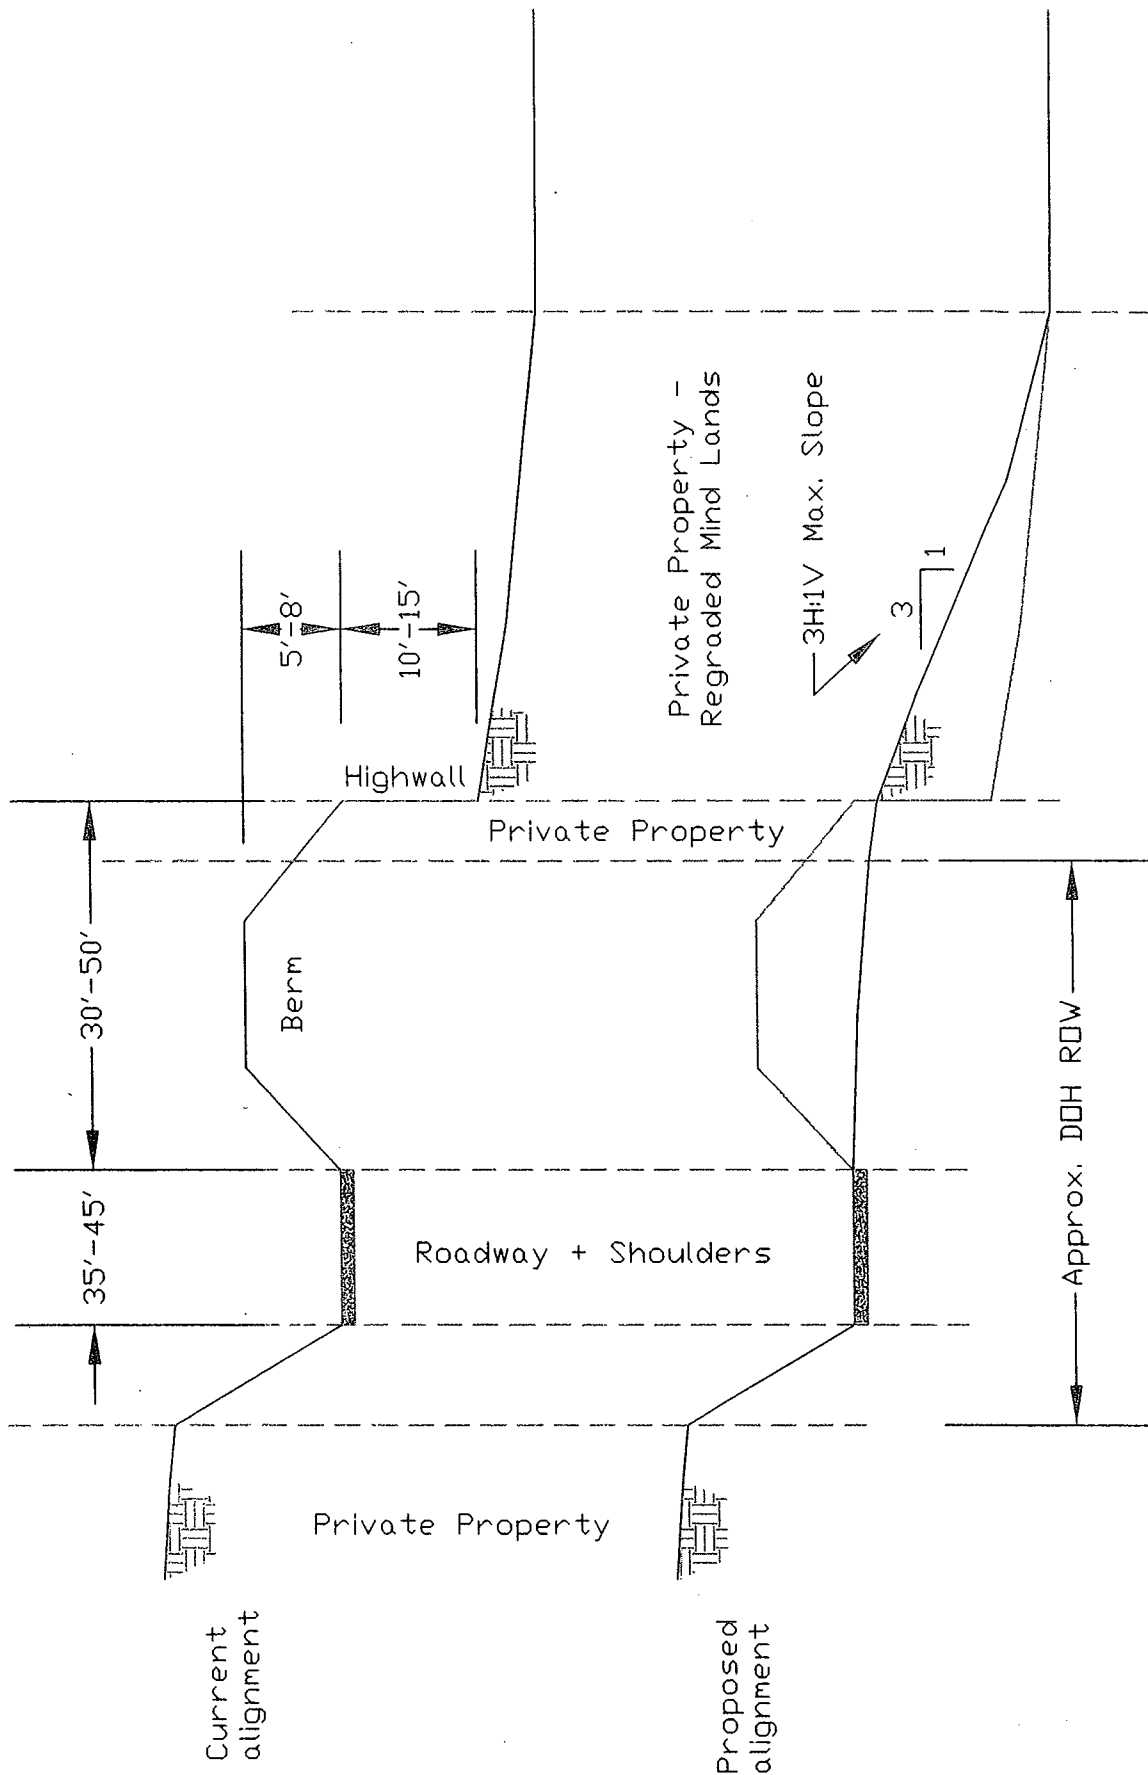 Current
alignment
Proposed
alignment
Private Property
35'-45'
Roadway + Shoulders
30'-50'
Berm
Approx. DOH ROW
Private Property
Highwall
5'-8'
10'-15'
Private Property -
Regraded Mind Lands
3H:1V Max. Slope
3
1